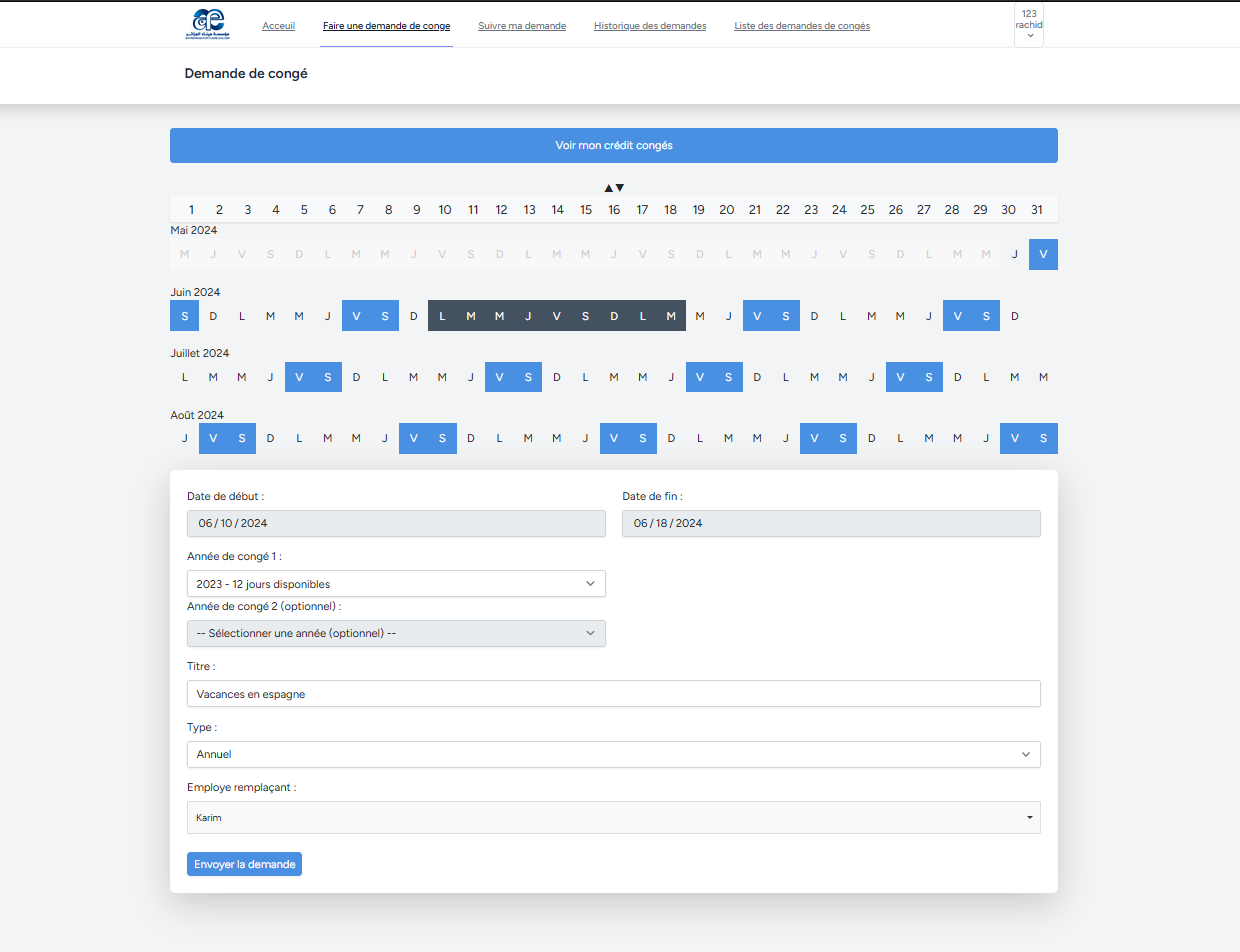 Acceuil Faire une demande de conge Suivre ma demande Historique des demandes Liste des demandes de congés 123 rachid
Demande de congé
Voir mon crédit congés
▲▼
1 2 3 4 5 6 7 8 9 10 11 12 13 14 15 16 17 18 19 20 21 22 23 24 25 26 27 28 29 30 31
Mai 2024
M J V S D L M M J V S D L M M J V S D L M M J V S D L M M J V
Juin 2024
S D L M M J V S D L M M J V S D L M M J V S D L M M J V S D
Juillet 2024
L M M J V S D L M M J V S D L M M J V S D L M M J V S D L M M
Août 2024
J V S D L M M J V S D L M M J V S D L M M J V S D L M M J V S
Date de début : Date de fin :
06 / 10 / 2024 06 / 18 / 2024
Année de congé 1 :
2023 - 12 jours disponibles
Année de congé 2 (optionnel) :
-- Sélectionner une année (optionnel) --
Titre :
Vacances en espagne
Type :
Annuel
Employe remplaçant :
Karim
Envoyer la demande